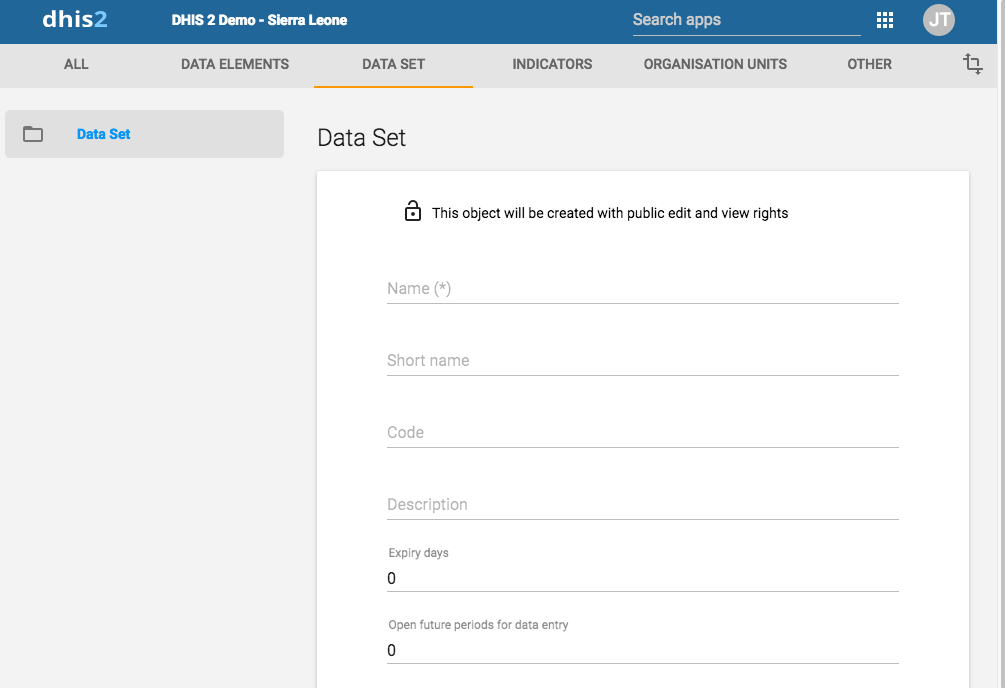 dhis2 DHIS 2 Demo - Sierra Leone Search apps JT
ALL DATA ELEMENTS DATA SET INDICATORS ORGANISATION UNITS OTHER
Data Set
Data Set
This object will be created with public edit and view rights
Name (*)
Short name
Code
Description
Expiry days
0
Open future periods for data entry
0